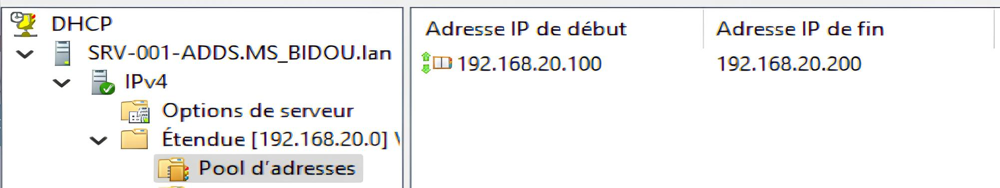 DHCP
SRV-001-ADDS.MS_BIDOU.lan
IPv4
Options de serveur
Étendue [192.168.20.0]
Pool d'adresses
Adresse IP de début
Adresse IP de fin
192.168.20.100
192.168.20.200